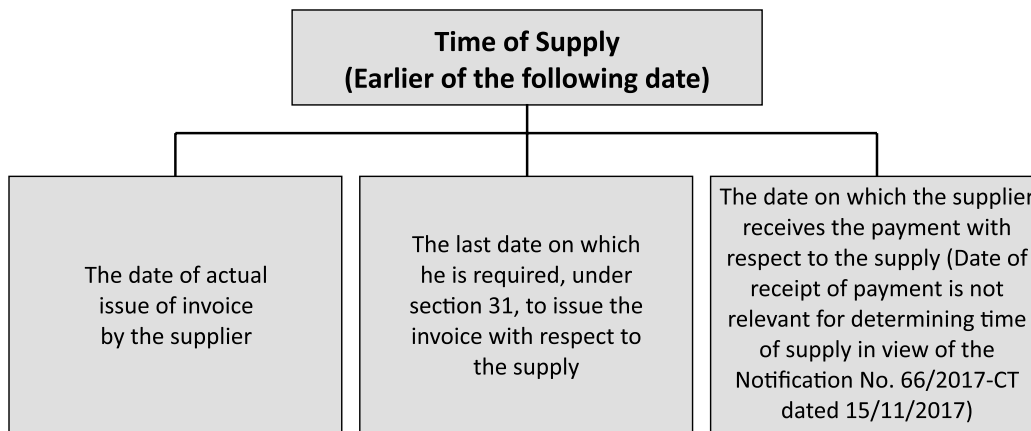 Time of Supply
(Earlier of the following date)
The date of actual
issue of invoice
by the supplier
The last date on which
he is required, under
section 31, to issue the
invoice with respect to
the supply
The date on which the supplier
receives the payment with
respect to the supply (Date of
receipt of payment is not
relevant for determining time
of supply in view of the
Notification No. 66/2017-CT
dated 15/11/2017)